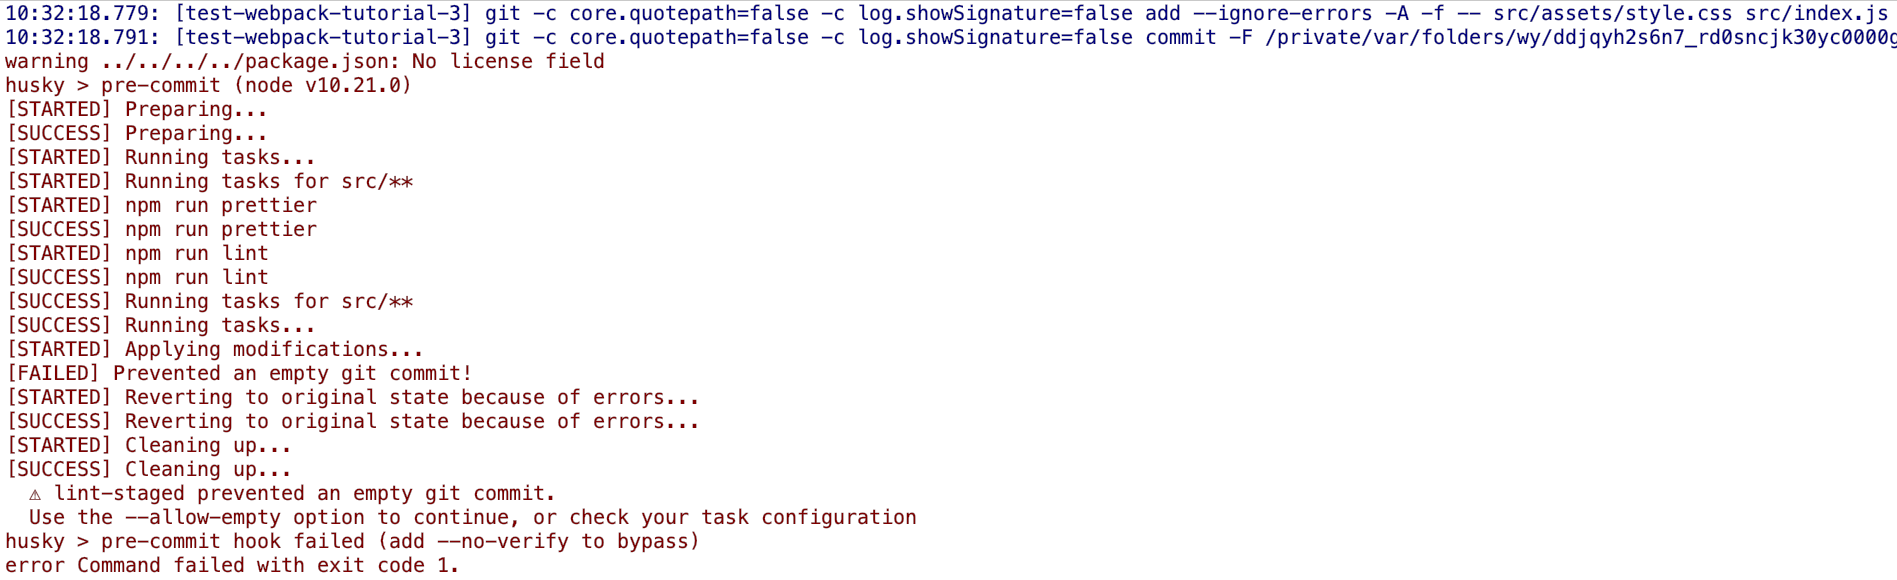 10:32:18.779: [test-webpack-tutorial-3] git -c core.quotepath=false -c log.showSignature=false add --ignore-errors -A -f -- src/assets/style.css src/index.js
10:32:18.791: [test-webpack-tutorial-3] git -c core.quotepath=false -c log.showSignature=false commit -F /private/var/folders/wy/ddjqyh2s6n7_rd0sncjk30yc0000g
warning ../../../../package.json: No license field
husky > pre-commit (node v10.21.0)
[STARTED] Preparing...
[SUCCESS] Preparing...
[STARTED] Running tasks...
[STARTED] Running tasks for src/**
[STARTED] npm run prettier
[SUCCESS] npm run prettier
[STARTED] npm run lint
[SUCCESS] npm run lint
[SUCCESS] Running tasks for src/**
[SUCCESS] Running tasks...
[STARTED] Applying modifications...
[FAILED] Prevented an empty git commit!
[STARTED] Reverting to original state because of errors...
[SUCCESS] Reverting to original state because of errors...
[STARTED] Cleaning up...
[SUCCESS] Cleaning up...
⚠ lint-staged prevented an empty git commit.
Use the --allow-empty option to continue, or check your task configuration
husky > pre-commit hook failed (add --no-verify to bypass)
error Command failed with exit code 1.